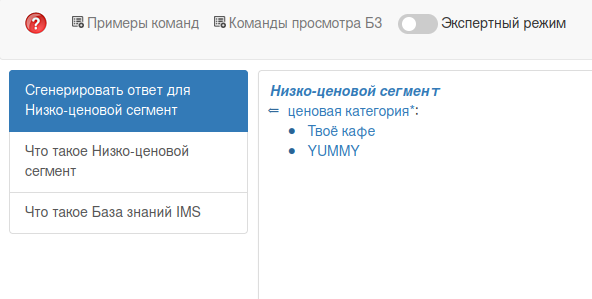 Примеры команд Команды просмотра БЗ Экспертный режим
Сгенерировать ответ для
Низко-ценовой сегмент
Что такое Низко-ценовой
сегмент
Что такое База знаний IMS
Низко-ценовой сегмент
⇐ ценовая категория*:
• Твоё кафе
• YUMMY